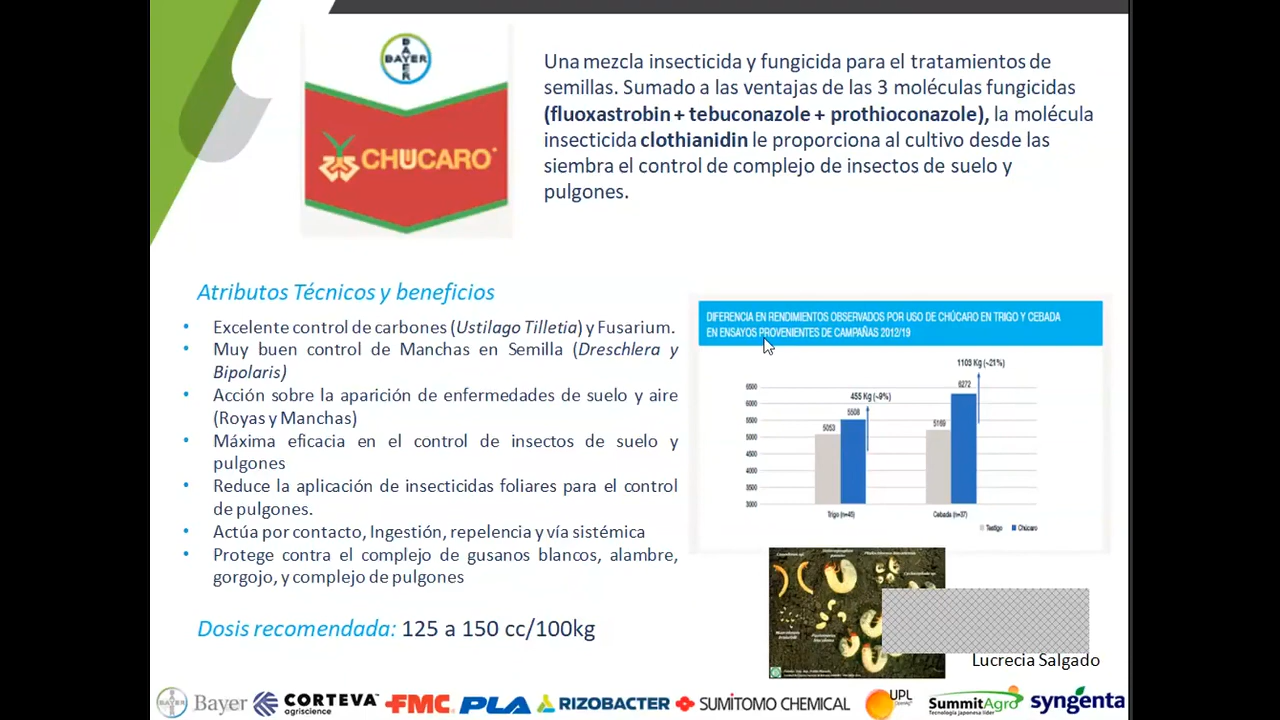 BAYER
BAYER
CHÚCARO
Una mezcla insecticida y fungicida para el tratamientos de
semillas. Sumado a las ventajas de las 3 moléculas fungicidas
(fluoxastrobin + tebuconazole + prothioconazole), la molécula
insecticida clothianidin le proporciona al cultivo desde las
siembra el control de complejo de insectos de suelo y
pulgones.
Atributos Técnicos y beneficios
• Excelente control de carbones (Ustilago Tilletia) y Fusarium.
• Muy buen control de Manchas en Semilla (Dreschlera y
Bipolaris)
• Acción sobre la aparición de enfermedades de suelo y aire
(Royas y Manchas)
• Máxima eficacia en el control de insectos de suelo y
pulgones
• Reduce la aplicación de insecticidas foliares para el control
de pulgones.
• Actúa por contacto, Ingestión, repelencia y vía sistémica
• Protege contra el complejo de gusanos blancos, alambre,
gorgojo, y complejo de pulgones
Dosis recomendada: 125 a 150 cc/100kg
DIFERENCIA EN RENDIMIENTOS OBSERVADOS POR USO DE CHÚCARO EN TRIGO Y CEBADA
EN ENSAYOS PROVENIENTES DE CAMPAÑAS 2012/19
1103 Kg (~21%)
6272
455 Kg (~9%)
5508
5053
5169
6500
6000
5500
5000
4500
4000
3500
3000
Trigo (n=45)
Cebada (n=37)
Testigo
Chúcaro
Lucrecia Salgado
Bayer
CORTEVA
agriscience
FMC
PLA
RIZOBACTER
SUMITOMO CHEMICAL
UPL
OpenAg
SummitAgro
Tecnología japonesa líder
syngenta